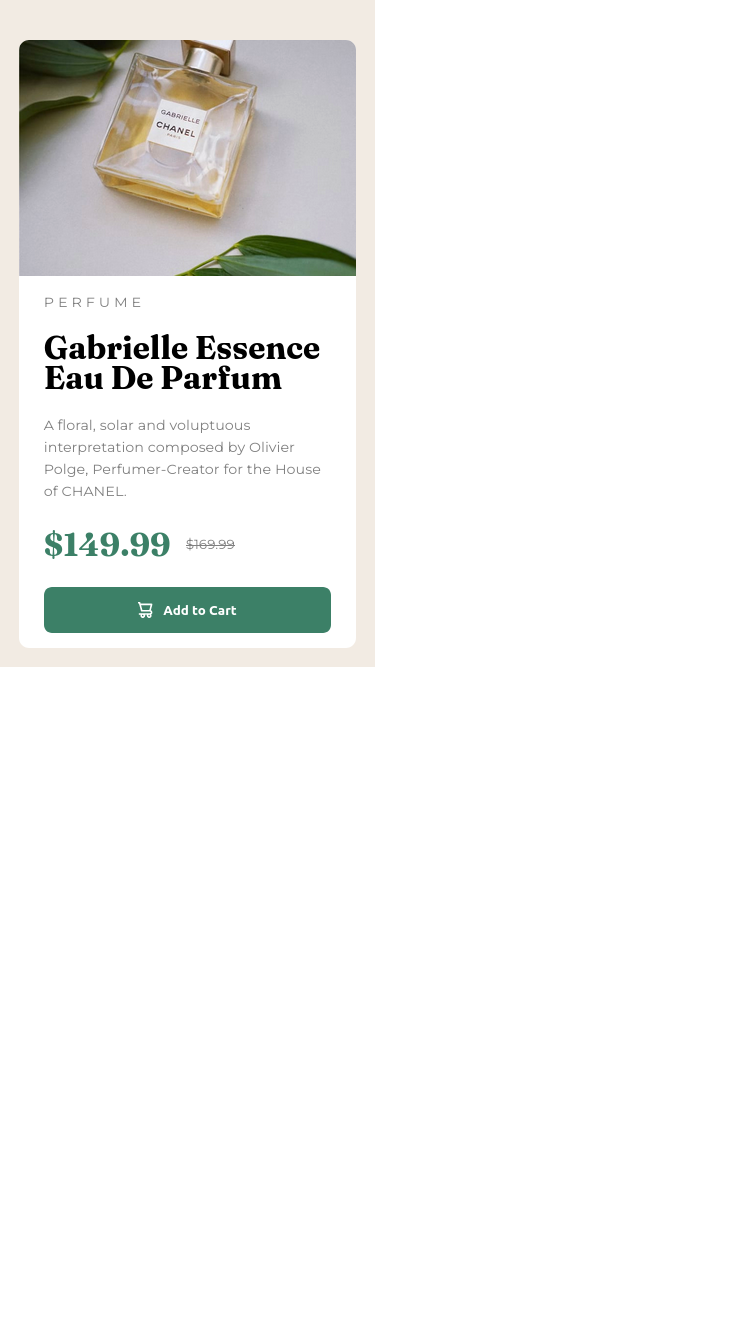 GABRIELLE
CHANEL
PARIS
PERFUME
Gabrielle Essence
Eau De Parfum
A floral, solar and voluptuous
interpretation composed by Olivier
Polge, Perfumer-Creator for the House
of CHANEL.
$149.99 $169.99
Add to Cart